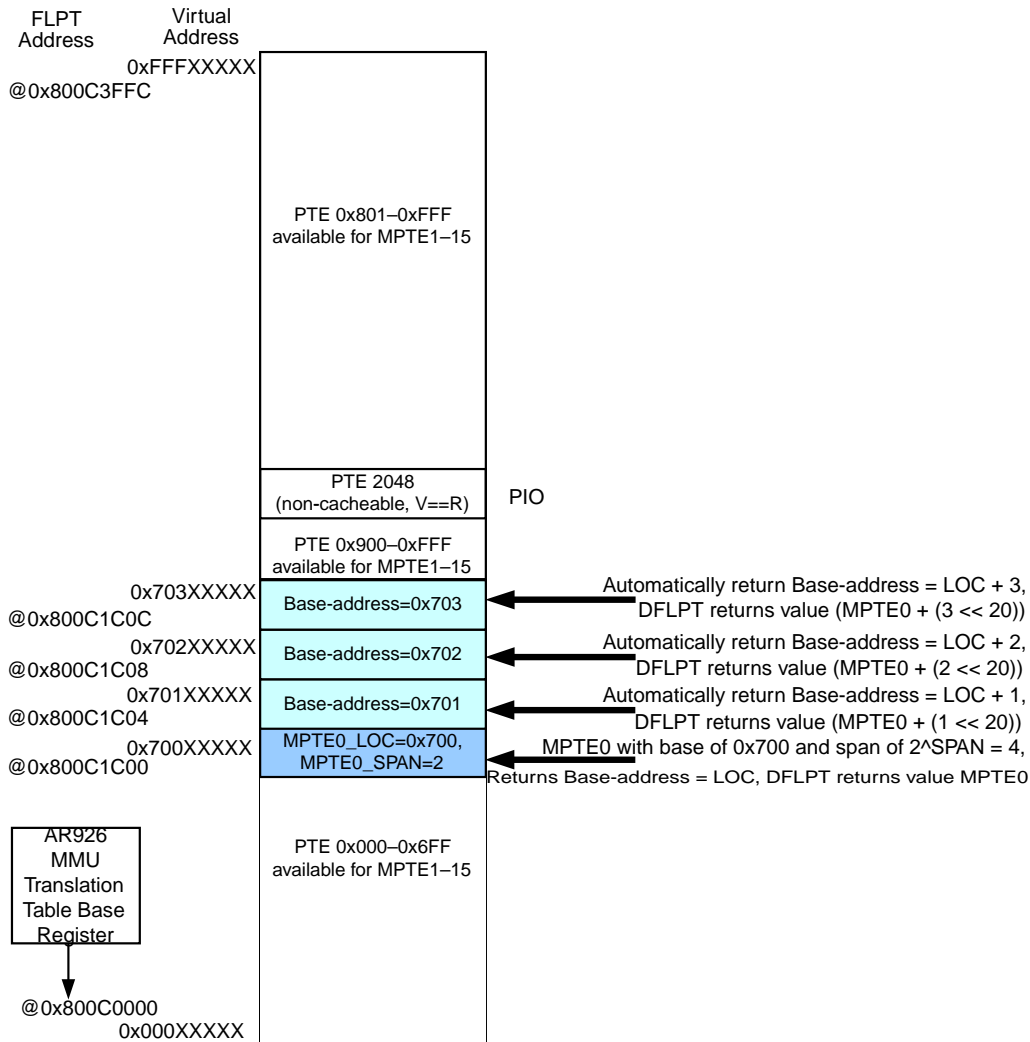 FLPT
Address
Virtual
Address
0xFFFXXXXX
@0x800C3FFC
PTE 0x801–0xFFF
available for MPTE1–15
PTE 2048
(non-cacheable, V==R)
PIO
PTE 0x900–0xFFF
available for MPTE1–15
0x703XXXXX
@0x800C1C0C
Base-address=0x703
Automatically return Base-address = LOC + 3,
DFLPT returns value (MPTE0 + (3 << 20))
0x702XXXXX
@0x800C1C08
Base-address=0x702
Automatically return Base-address = LOC + 2,
DFLPT returns value (MPTE0 + (2 << 20))
0x701XXXXX
@0x800C1C04
Base-address=0x701
Automatically return Base-address = LOC + 1,
DFLPT returns value (MPTE0 + (1 << 20))
0x700XXXXX
@0x800C1C00
MPTE0_LOC=0x700,
MPTE0_SPAN=2
MPTE0 with base of 0x700 and span of 2^SPAN = 4,
Returns Base-address = LOC, DFLPT returns value MPTE0
PTE 0x000–0x6FF
available for MPTE1–15
AR926
MMU
Translation
Table Base
Register
@0x800C0000
0x000XXXXX